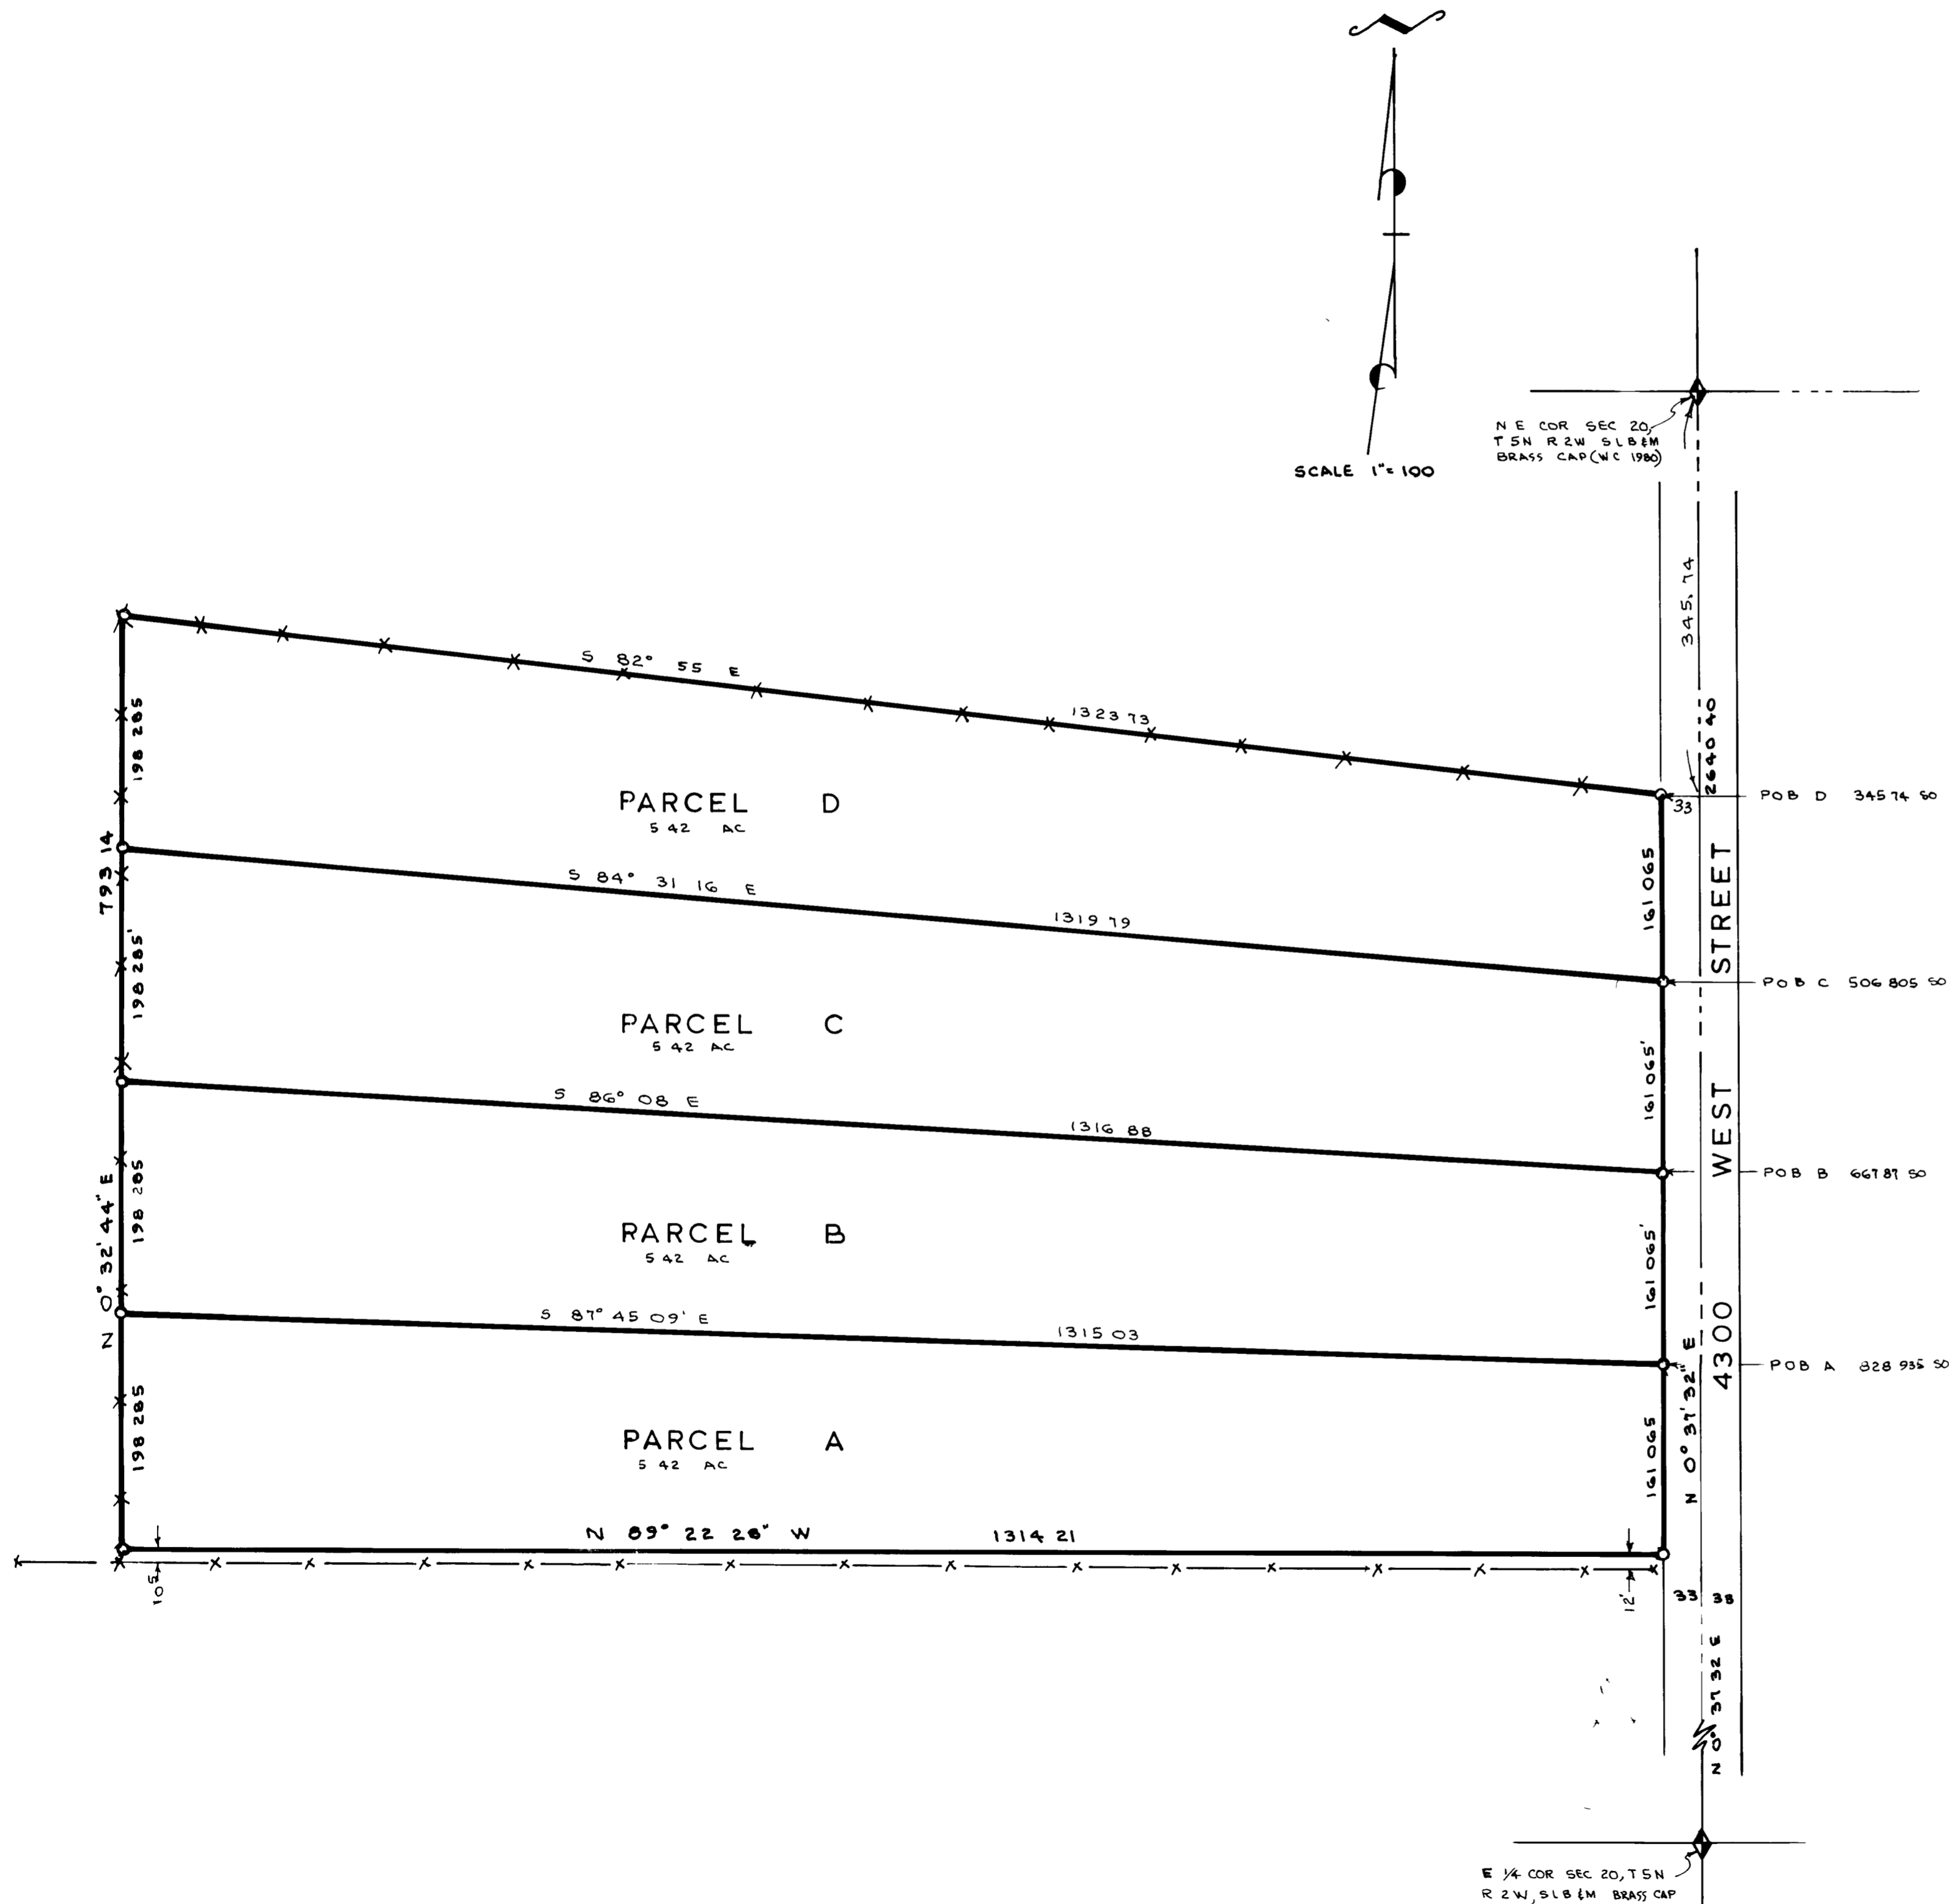 N
SCALE 1"= 100
N E COR SEC 20,
T 5N R 2W S L B & M
BRASS CAP (WC 1980)
345.74
2640 40
S 82° 55 E
1323 73
198 285
PARCEL D
5 42 AC
33
POB D 345 74 SO
161 065
793 14
S 84° 31 16 E
1319 79
198 285'
PARCEL C
5 42 AC
POB C 506 805 SO
161 065'
S 86° 08 E
1316 88
198 285
RARCEL B
5 42 AC
POB B 667 87 SO
161 065'
N 0° 32' 44" E
S 87° 45 09' E
1315 03
198 285
PARCEL A
5 42 AC
POB A 828 935 SO
161 065
N 0° 37' 32" E
4300 WEST STREET
N 89° 22 28" W
1314 21
10 5
12'
33
N 0° 37 32 E
E 1/4 COR SEC 20, T 5N
R 2W, S L B & M BRASS CAP